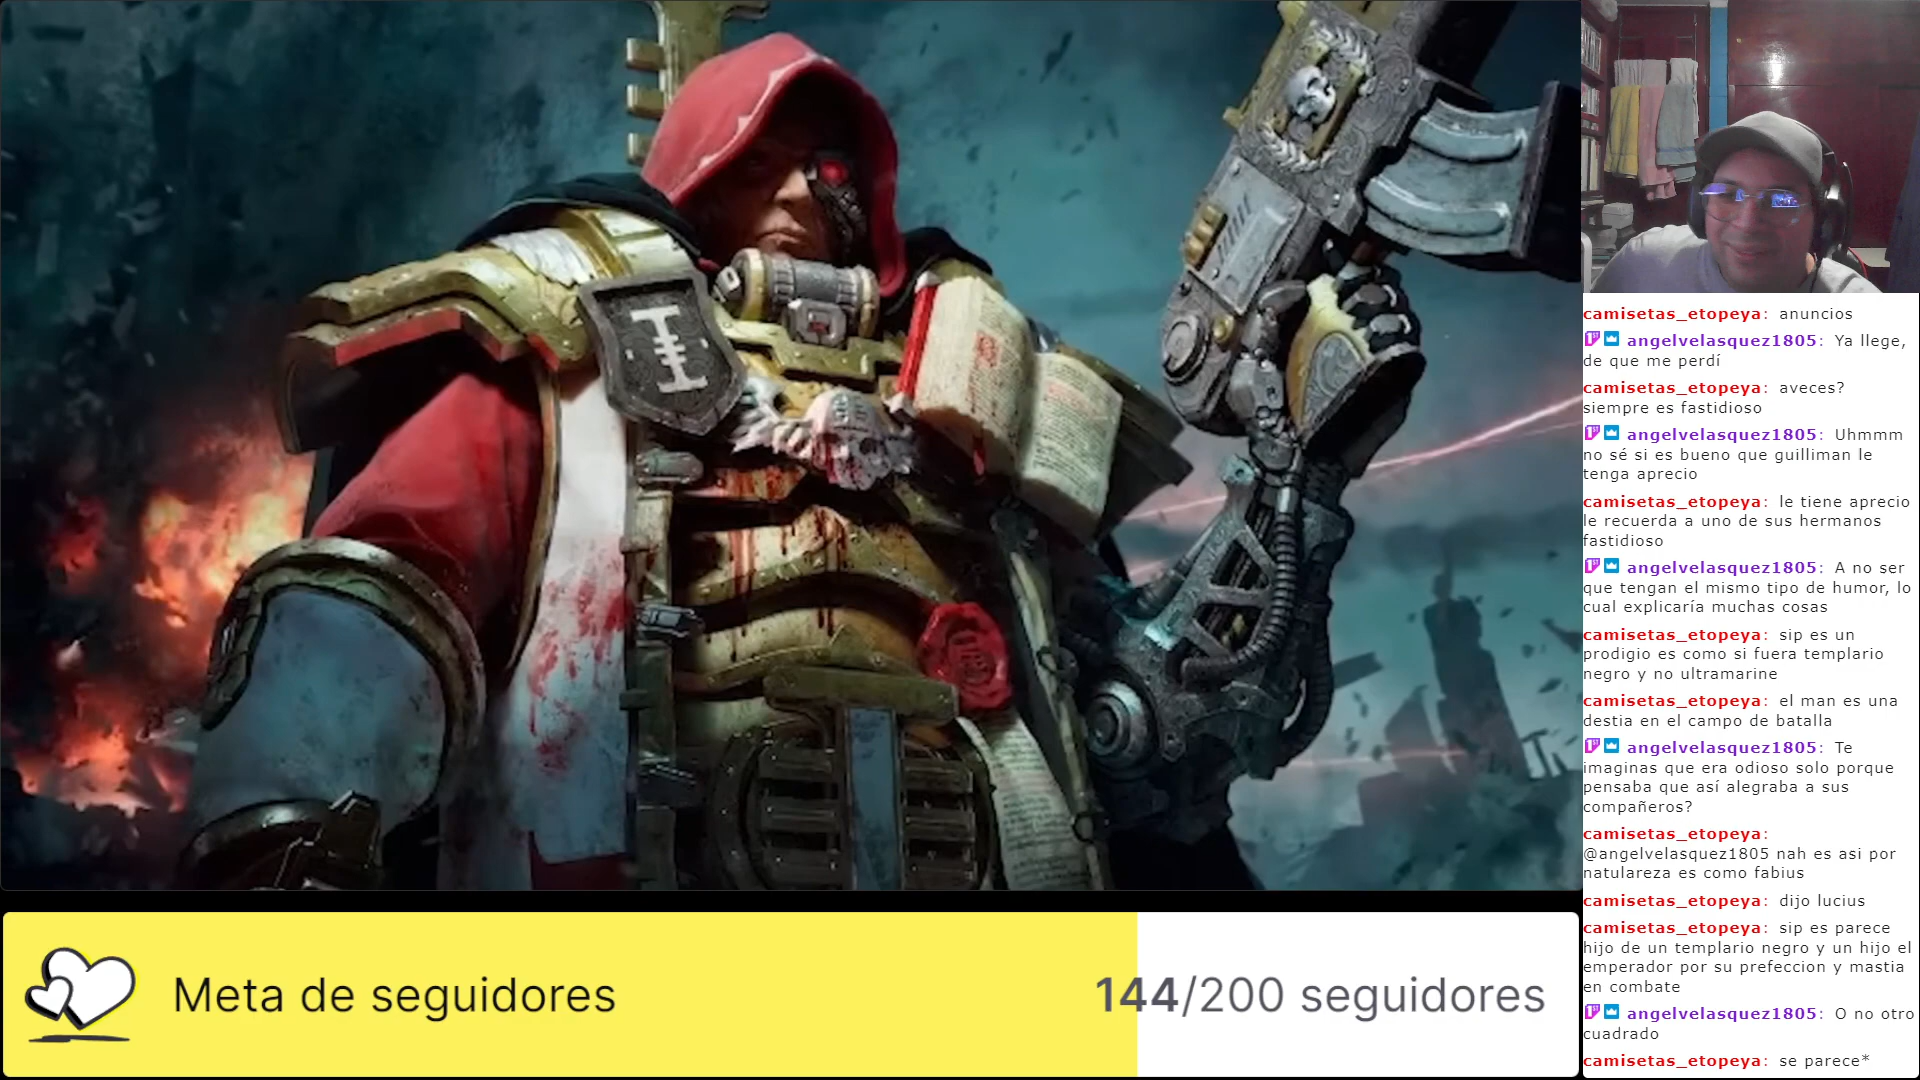 camisetas_etopeya: anuncios
angelvelasquez1805: Ya llege,
de que me perdí
camisetas_etopeya: aveces?
siempre es fastidioso
angelvelasquez1805: Uhmmm
no sé si es bueno que guilliman le
tenga aprecio
camisetas_etopeya: le tiene aprecio
le recuerda a uno de sus hermanos
fastidioso
angelvelasquez1805: A no ser
que tengan el mismo tipo de humor, lo
cual explicaría muchas cosas
camisetas_etopeya: sip es un
prodigio es como si fuera templario
negro y no ultramarine
camisetas_etopeya: el man es una
destia en el campo de batalla
angelvelasquez1805: Te
imaginas que era odioso solo porque
pensaba que así alegraba a sus
compañeros?
camisetas_etopeya:
@angelvelasquez1805 nah es asi por
natulareza es como fabius
camisetas_etopeya: dijo lucius
camisetas_etopeya: sip es parece
hijo de un templario negro y un hijo el
emperador por su prefeccion y mastia
en combate
angelvelasquez1805: O no otro
cuadrado
camisetas_etopeya: se parece*
Meta de seguidores
144/200 seguidores